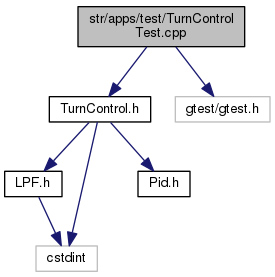 str/apps/test/TurnControl
Test.cpp
TurnControl.h
gtest/gtest.h
LPF.h
Pid.h
cstdint